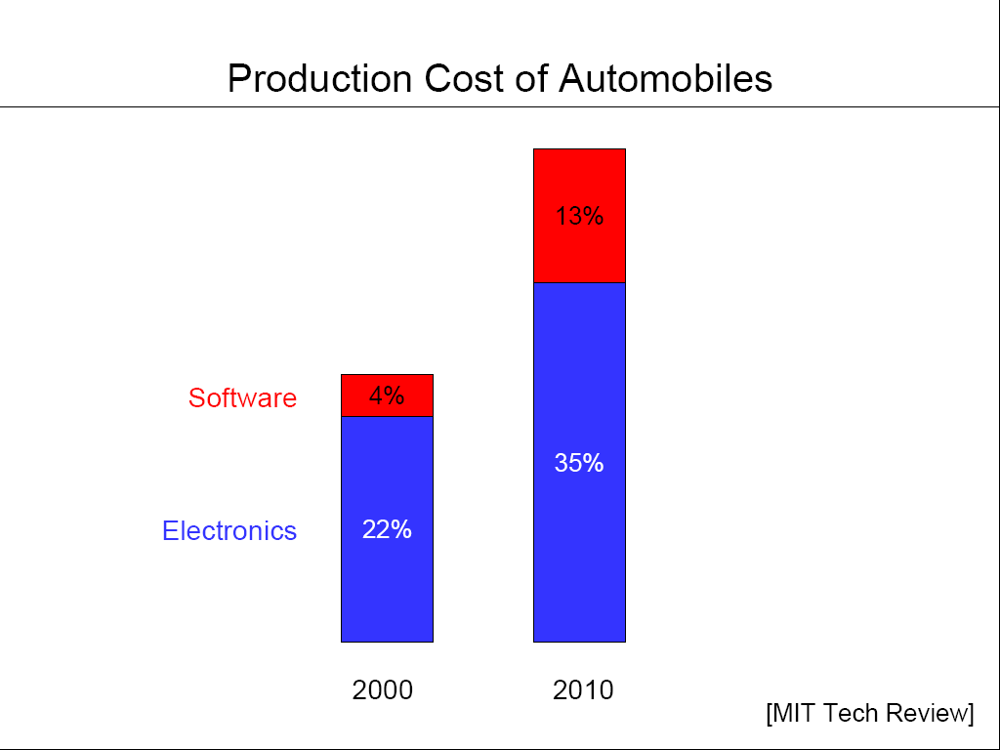 Production Cost of Automobiles
13%
Software
4%
35%
Electronics
22%
2000
2010
[MIT Tech Review]